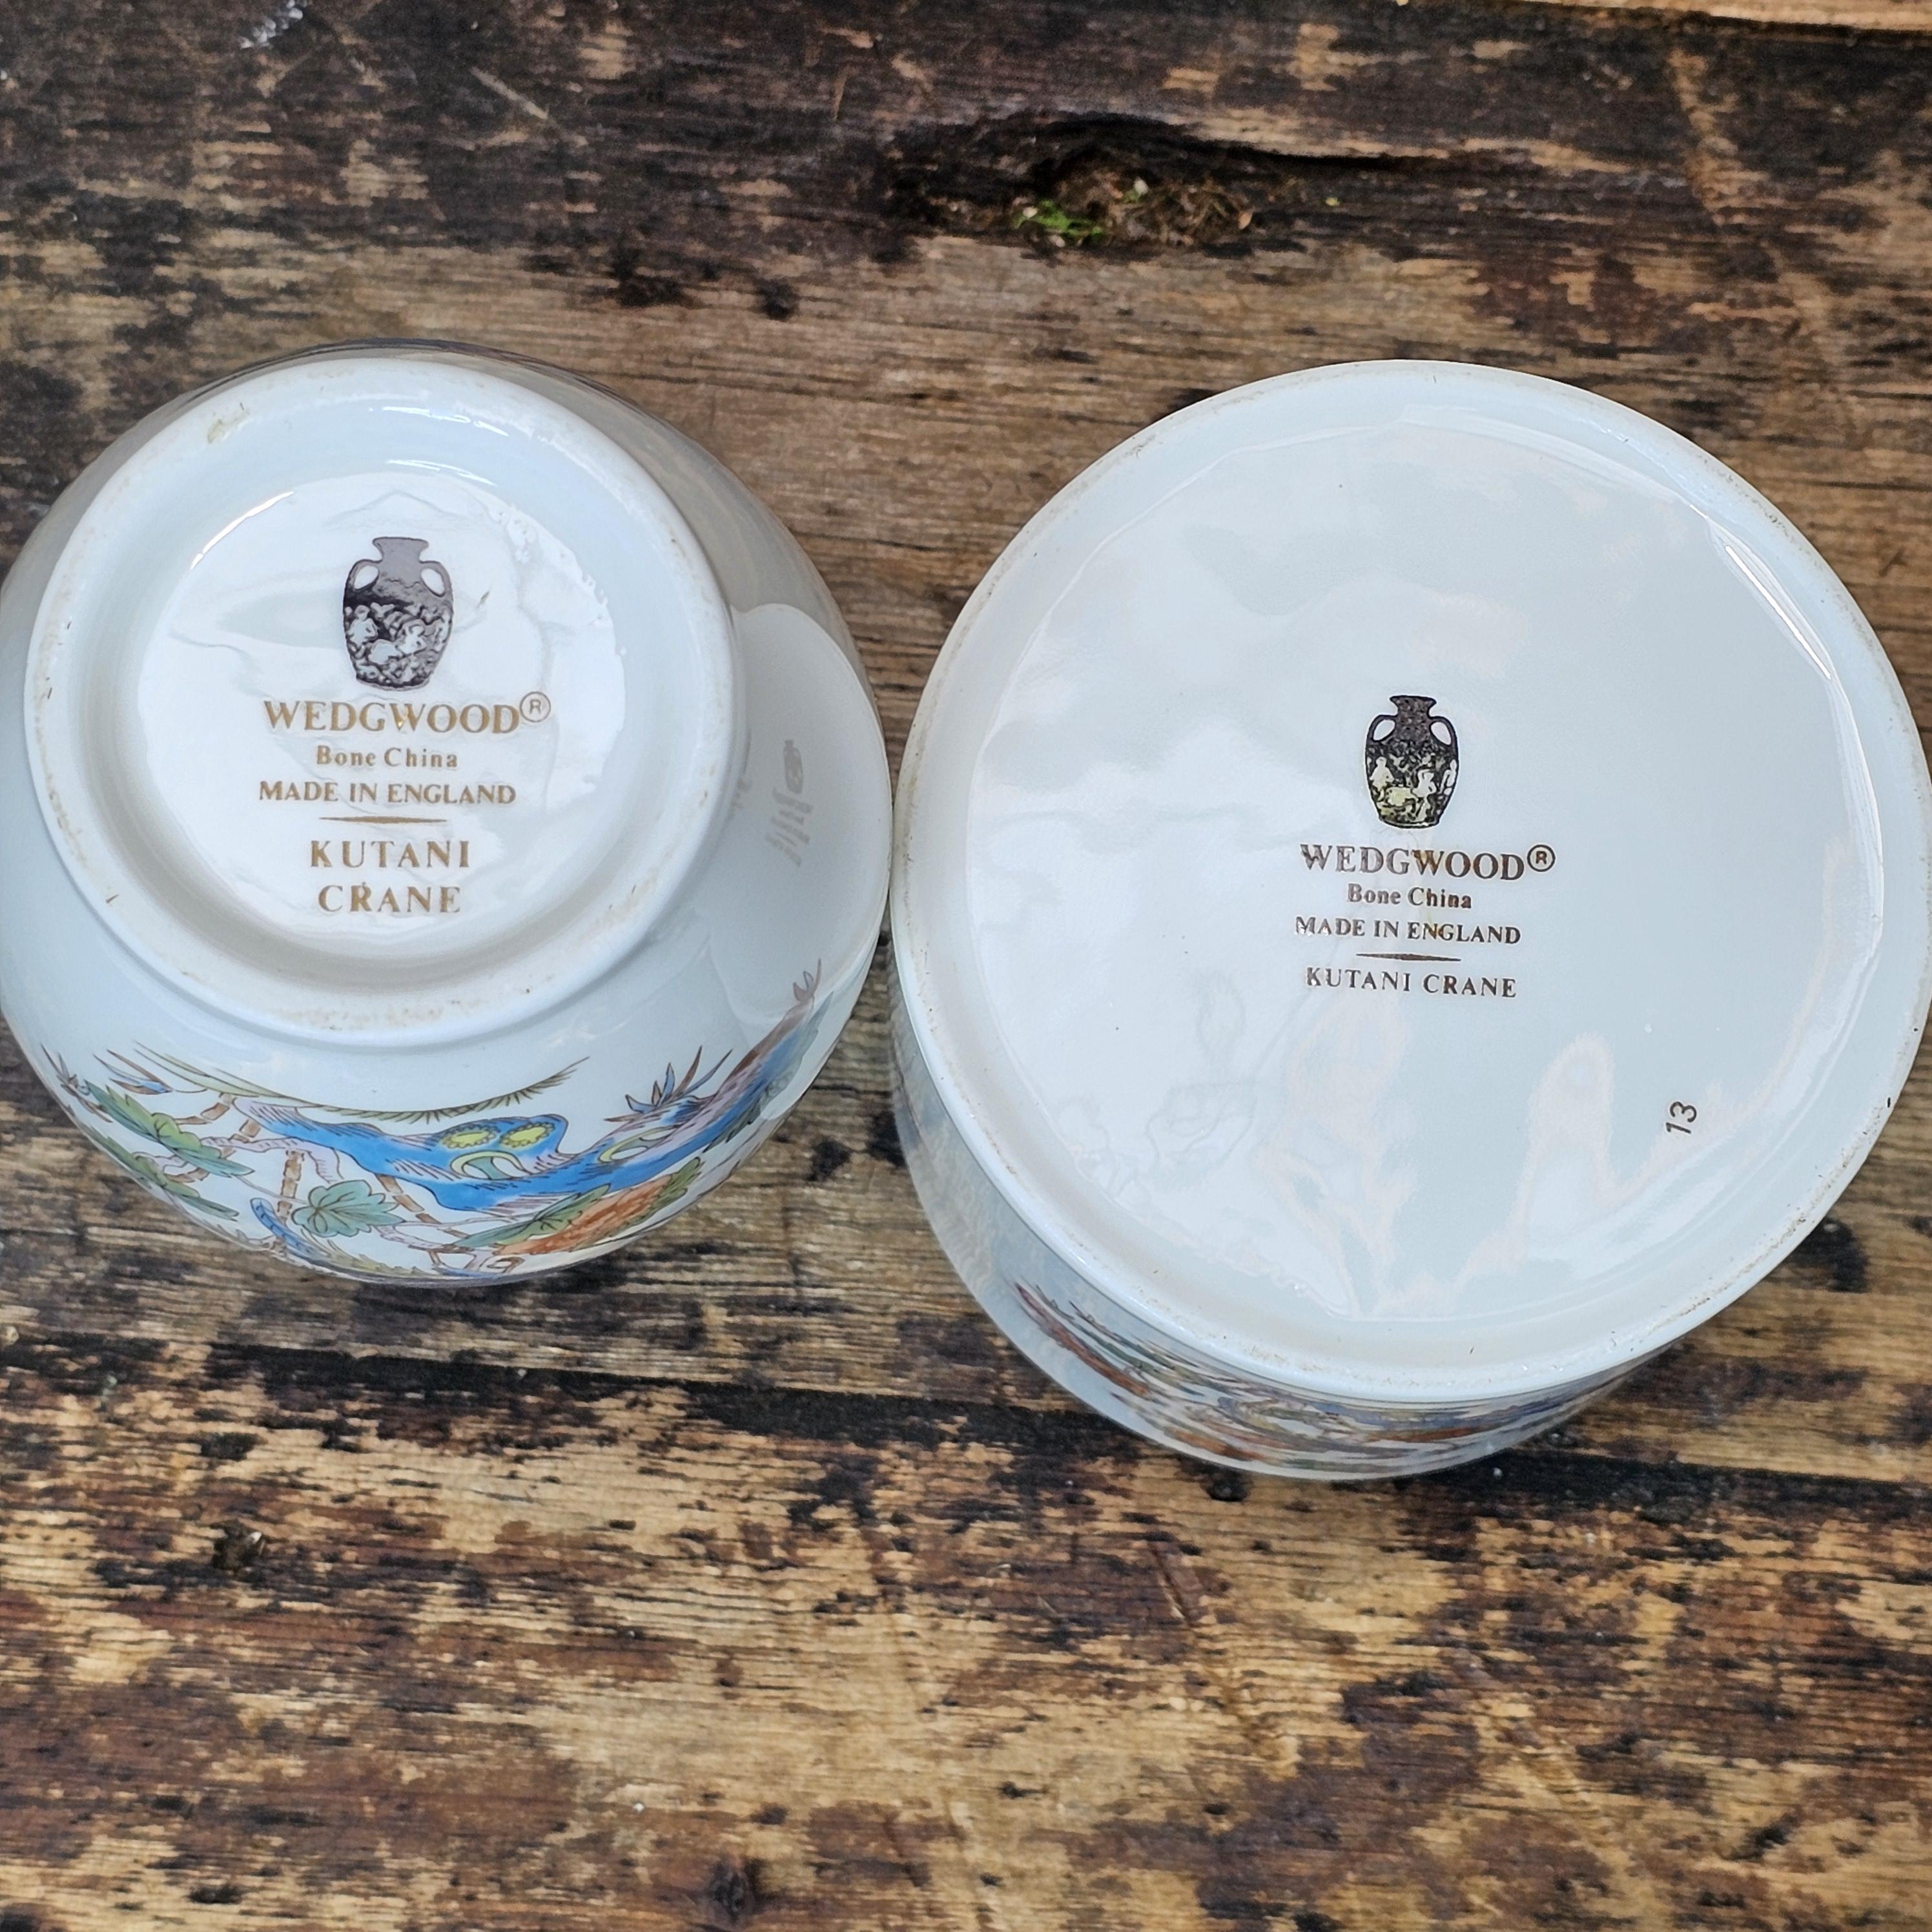 WEDGWOOD®
Bone China
MADE IN ENGLAND
KUTANI
CRANE
WEDGWOOD®
Bone China
MADE IN ENGLAND
KUTANI CRANE
13